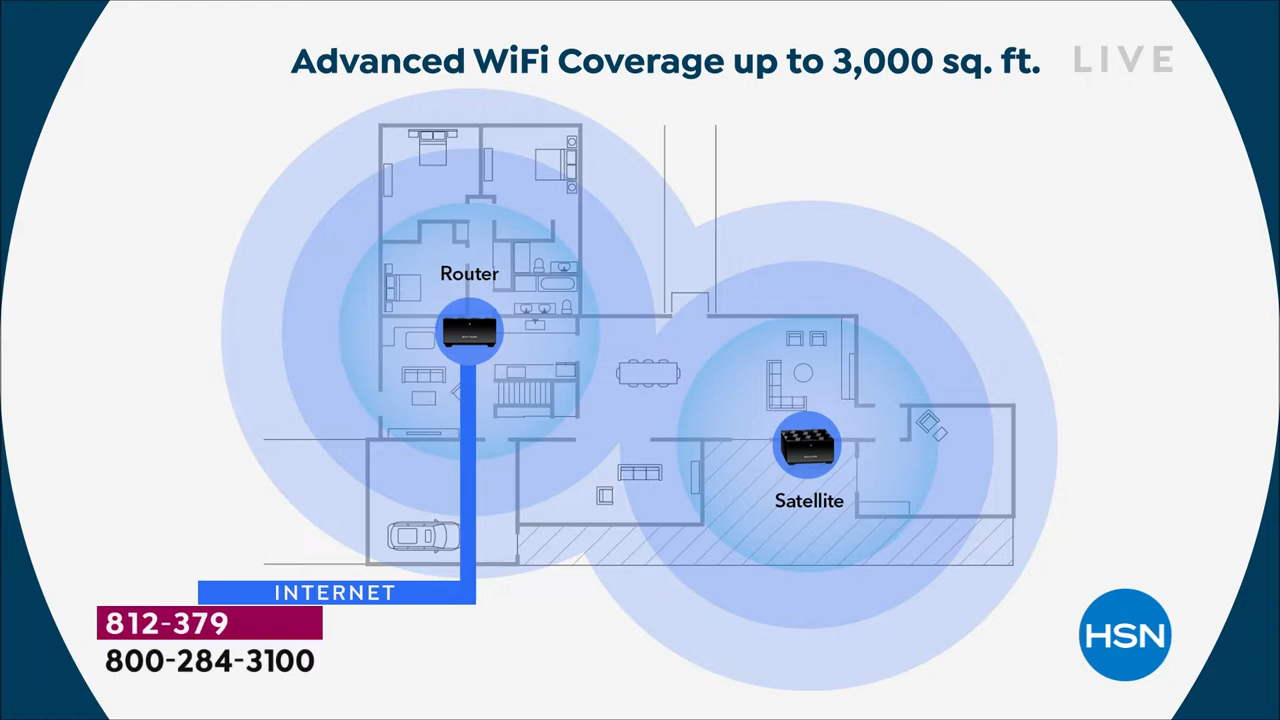 Advanced WiFi Coverage up to 3,000 sq. ft.
LIVE
Router
Satellite
INTERNET
812-379
800-284-3100
HSN